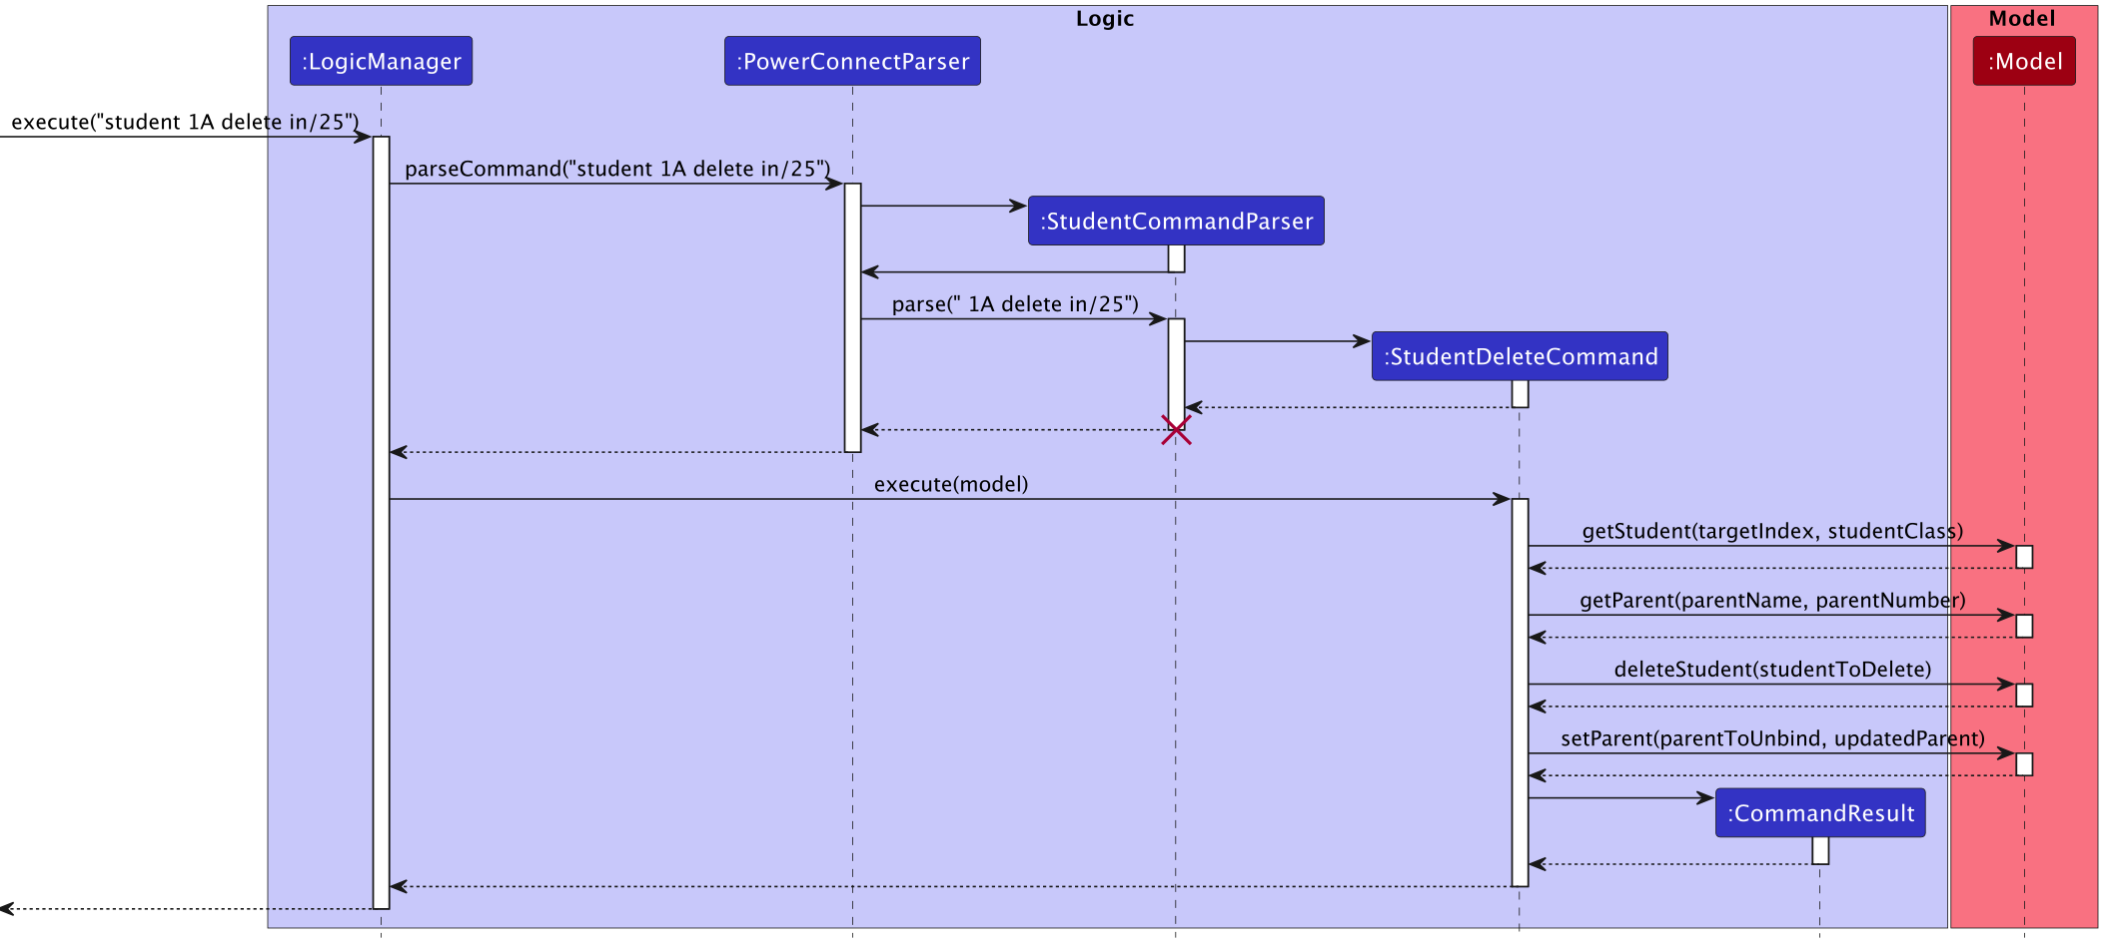 Logic
Model
:LogicManager
:PowerConnectParser
:Model
execute("student 1A delete in/25")
parseCommand("student 1A delete in/25")
:StudentCommandParser
parse(" 1A delete in/25")
:StudentDeleteCommand
execute(model)
getStudent(targetIndex, studentClass)
getParent(parentName, parentNumber)
deleteStudent(studentToDelete)
setParent(parentToUnbind, updatedParent)
:CommandResult